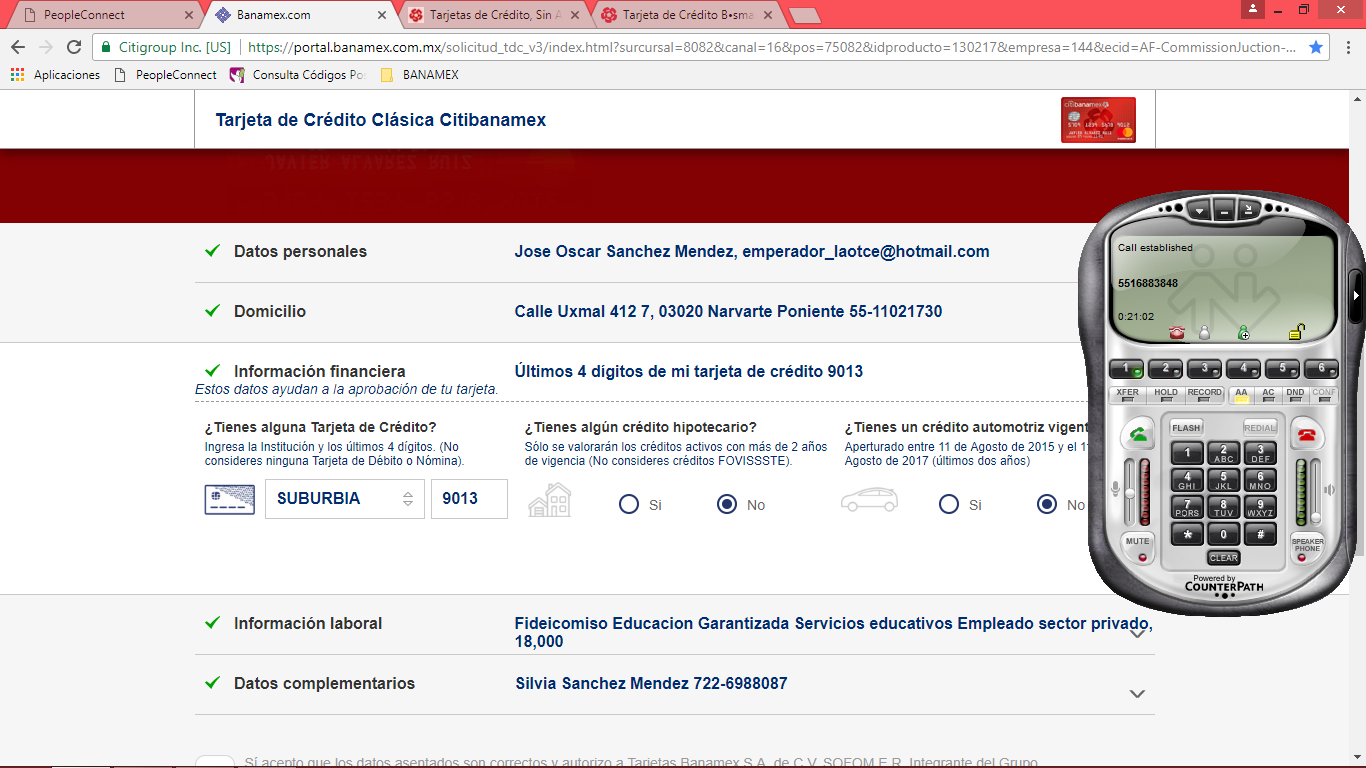 PeopleConnect
Banamex.com
Tarjetas de Crédito, Sin A
Tarjeta de Crédito B•sma
Citigroup Inc. [US]
https://portal.banamex.com.mx/solicitud_tdc_v3/index.html?sursursal=8082&canal=16&pos=75082&idproducto=130217&empresa=144&ecid=AF-CommissionJuction-...
Aplicaciones
PeopleConnect
Consulta Códigos Po
BANAMEX
Tarjeta de Crédito Clásica Citibanamex
citibanamex
JAVIER ALVAREZ RUIZ
Datos personales
Jose Oscar Sanchez Mendez, emperador_laotce@hotmail.com
Domicilio
Calle Uxmal 412 7, 03020 Narvarte Poniente 55-11021730
Información financiera
Últimos 4 dígitos de mi tarjeta de crédito 9013
Estos datos ayudan a la aprobación de tu tarjeta.
¿Tienes alguna Tarjeta de Crédito?
Ingresa la Institución y los últimos 4 dígitos. (No
consideres ninguna Tarjeta de Débito o Nómina).
SUBURBIA
9013
¿Tienes algún crédito hipotecario?
Sólo se valorarán los créditos activos con más de 2 años
de vigencia (No consideres créditos FOVISSSTE).
Si
No
¿Tienes un crédito automotriz vigent
Aperturado entre 11 de Agosto de 2015 y el 1
Agosto de 2017 (últimos dos años)
Si
No
Información laboral
Fideicomiso Educacion Garantizada Servicios educativos Empleado sector privado,
18,000
Datos complementarios
Silvia Sanchez Mendez 722-6988087
Sí acepto que los datos asentados son correctos y autorizo a Tarjetas Banamex S.A. de C.V. SOFOM E.R. Integrante del Grupo
Call established
5516883848
0:21:02
1 2 3 4 5 6
XFER HOLD RECORD AA AC DND CONF
FLASH REDIAL
1 2 ABC 3 DEF
4 GHI 5 JKL 6 MNO
7 PQRS 8 TUV 9 WXYZ
* 0 #
CLEAR
MUTE
SPEAKER
PHONE
Powered by
COUNTERPATH